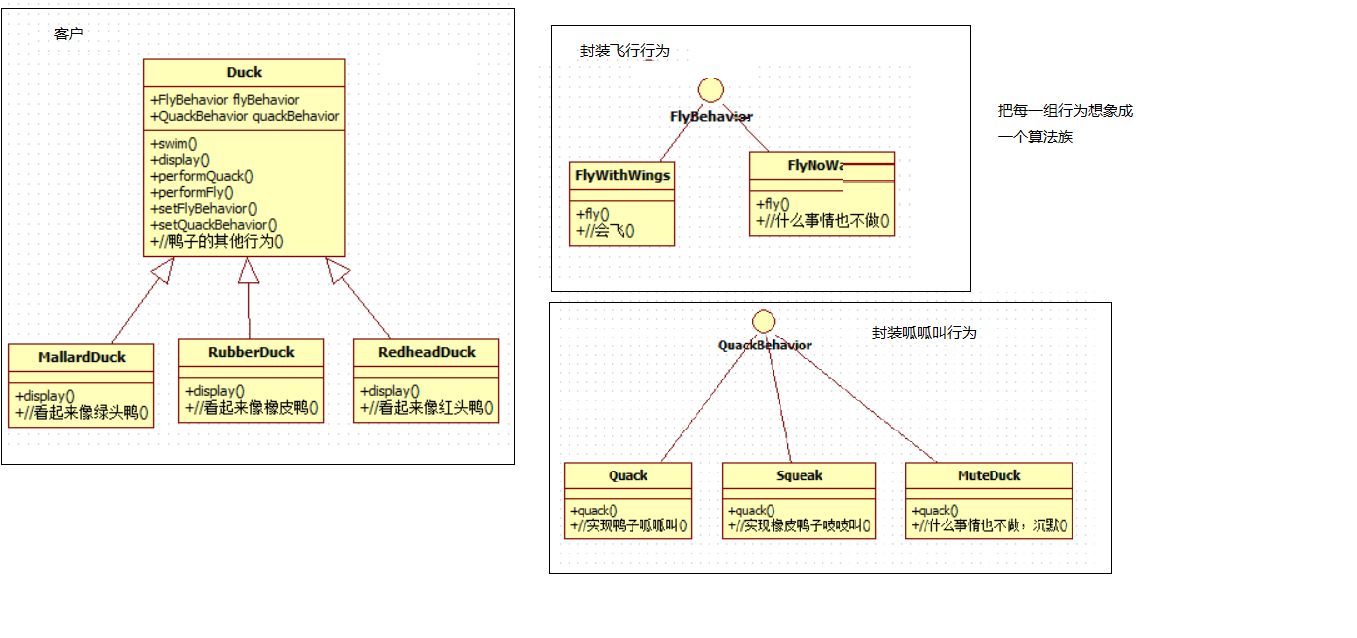 客户
Duck
+FlyBehavior flyBehavior
+QuackBehavior quackBehavior
+swim()
+display()
+performQuack()
+performFly()
+setFlyBehavior()
+setQuackBehavior()
+//鸭子的其他行为()
MallardDuck
+display()
+//看起来像绿头鸭()
RubberDuck
+display()
+//看起来像橡皮鸭()
RedheadDuck
+display()
+//看起来像红头鸭()
封装飞行行为
FlyBehavior
FlyWithWings
+fly()
+//会飞()
+fly()
+//什么事情也不做()
把每一组行为想象成
一个算法族
封装呱呱叫行为
QuackBehavior
Quack
+quack()
+//实现鸭子呱呱叫()
Squeak
+quack()
+//实现橡皮鸭子吱吱叫()
MuteDuck
+quack()
+//什么事情也不做；沉默()